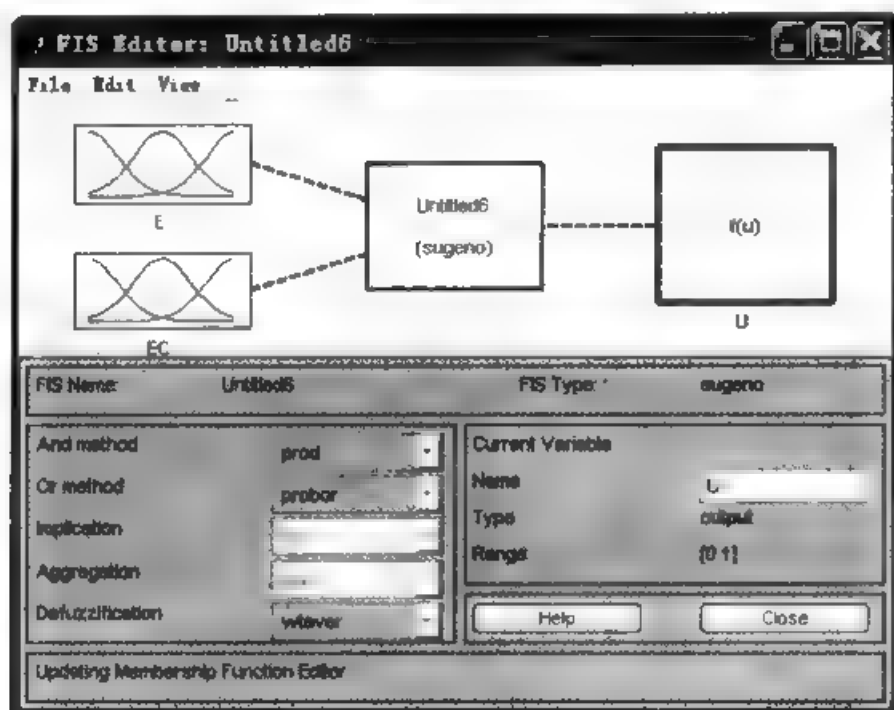 FIS Editor: Untitled6
File Edit View
E
Untitled6
(sugeno)
f(u)
EC
U
FIS Name: Untitled6 FIS Type: sugeno
And method prod
Or method probor
Implication
Aggregation
Defuzzification wtaver
Current Variable
Name U
Type output
Range [0 1]
Help Close
Updating Membership Function Editor